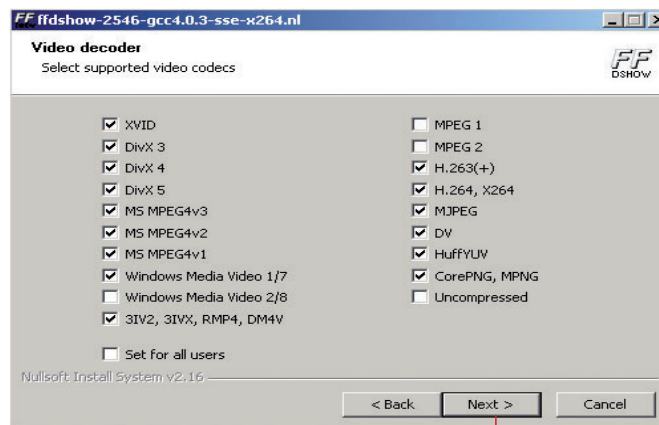 ffdshow-2546-gcc4.0.3-sse-x264.nl
Video decoder
Select supported video codecs
FF
DSHOW
XVID
DivX 3
DivX 4
DivX 5
MS MPEG4v3
MS MPEG4v2
MS MPEG4v1
Windows Media Video 1/7
Windows Media Video 2/8
3IV2, 3IVX, RMP4, DM4V
MPEG 1
MPEG 2
H.263(+)
H.264, X264
MJPEG
DV
HuffYUV
CorePNG, MPNG
Uncompressed
Set for all users
Nullsoft Install System v2.16
< Back
Next >
Cancel